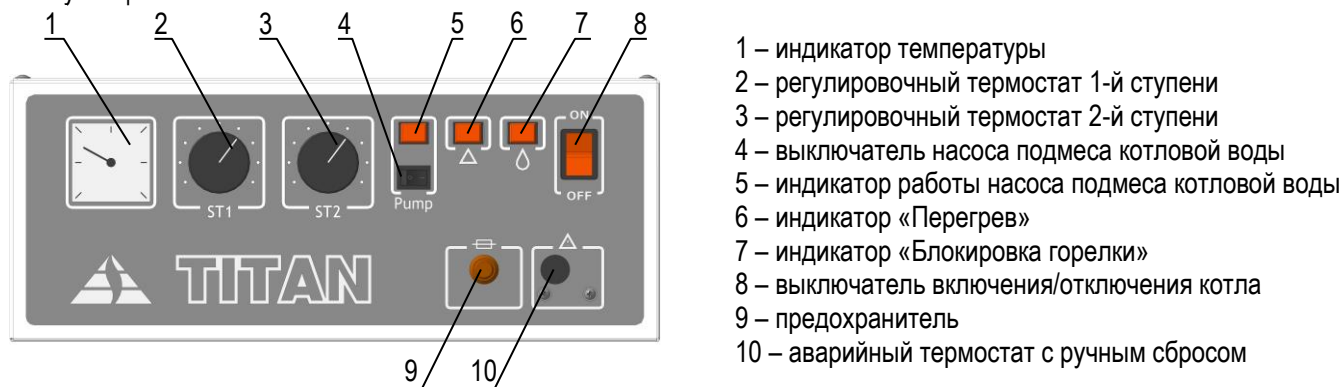 1 2 3 4 5 6 7 8
ON
OFF
ST1 ST2 Pump
TITAN
9 10
1 – индикатор температуры
2 – регулировочный термостат 1-й ступени
3 – регулировочный термостат 2-й ступени
4 – выключатель насоса подмеса котловой воды
5 – индикатор работы насоса подмеса котловой воды
6 – индикатор «Перегрев»
7 – индикатор «Блокировка горелки»
8 – выключатель включения/отключения котла
9 – предохранитель
10 – аварийный термостат с ручным сбросом